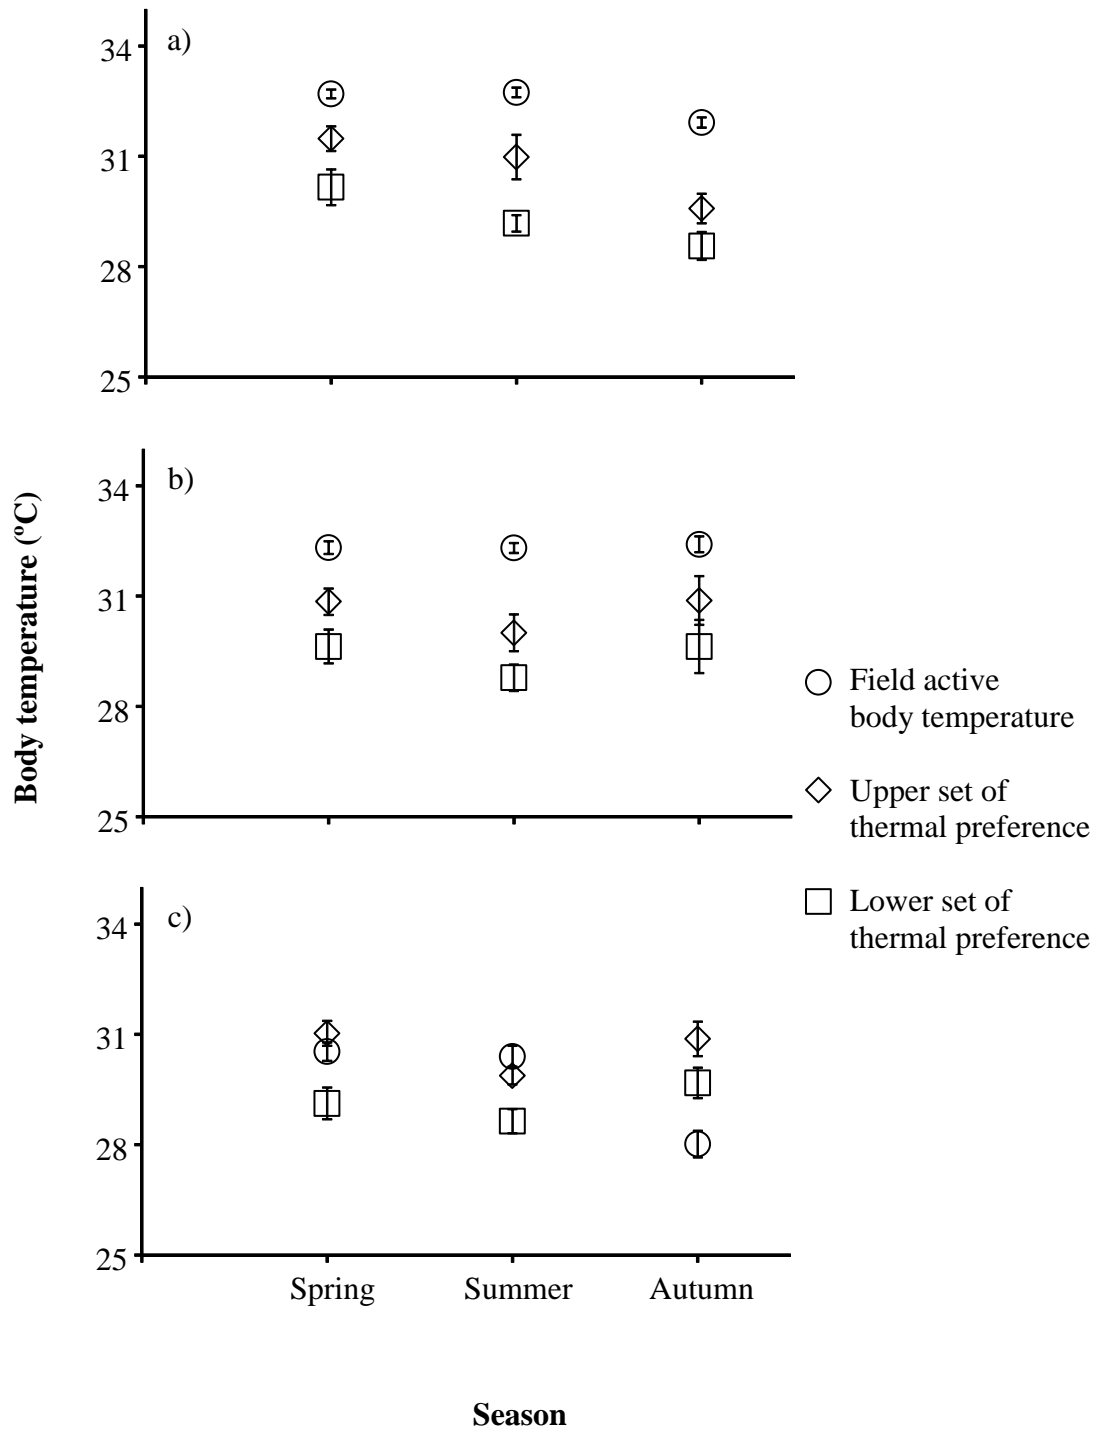 a)
34
31
28
25
b)
34
31
28
25
c)
34
31
28
25
Body temperature (ºC)
Field active
body temperature
Upper set of
thermal preference
Lower set of
thermal preference
Spring Summer Autumn
Season